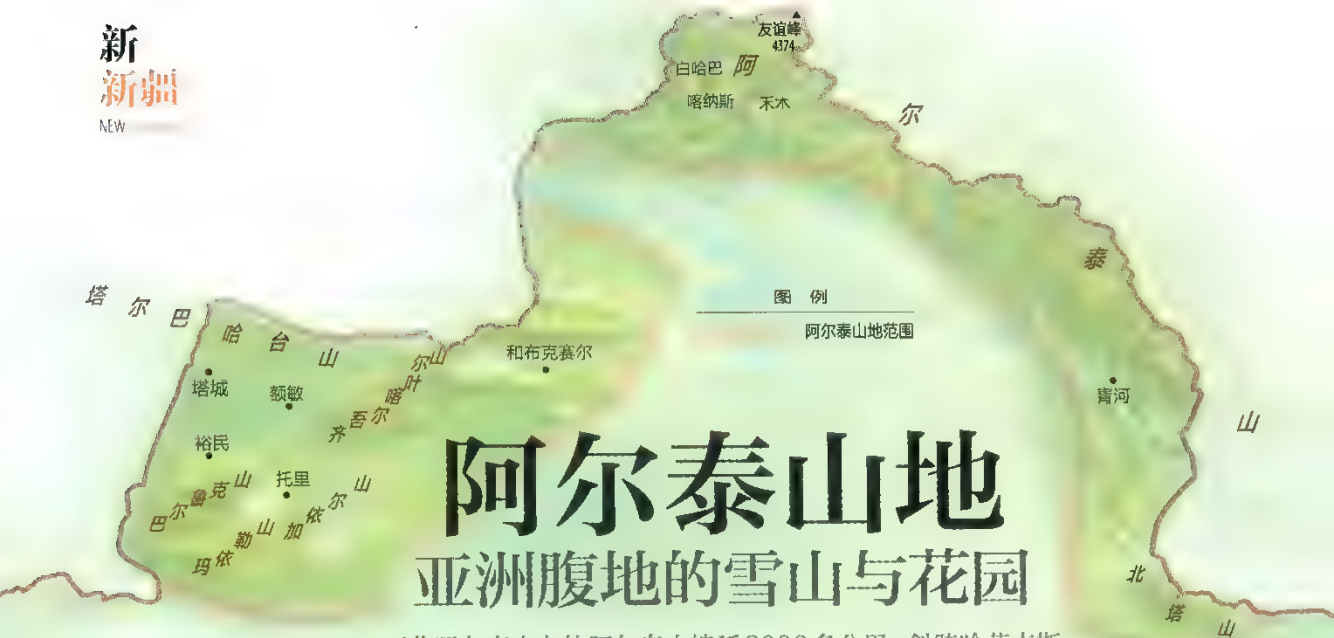 新
新疆
NEW
友谊峰
4374
白哈巴
喀纳斯 禾木
阿尔泰山
塔尔巴哈台山
塔城
额敏
裕民
托里
和布克赛尔
齐吾尔喀叶尔山
巴尔鲁克山
玛依勒山
加依尔山
图例
阿尔泰山地范围
青河
北塔山
阿尔泰山地
亚洲腹地的雪山与花园